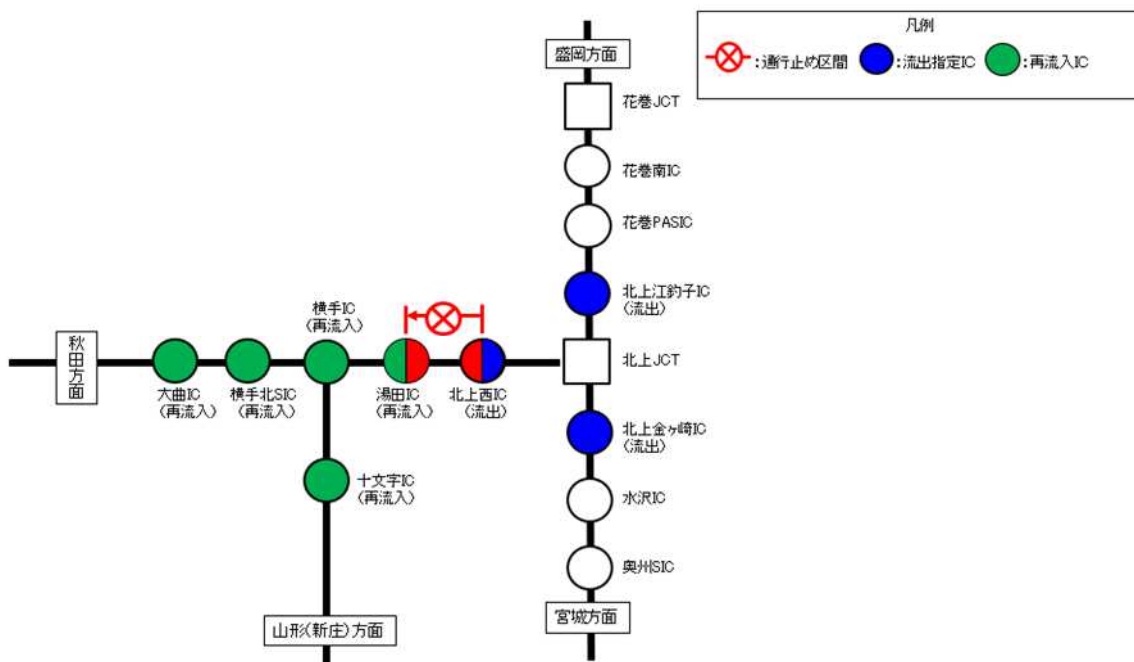 凡例
:通行止め区間
:流出指定IC
:再流入IC
盛岡方面
花巻JCT
花巻南IC
花巻PASIC
北上江釣子IC
(流出)
北上JCT
北上金ヶ崎IC
(流出)
水沢IC
奥州SIC
宮城方面
秋田方面
大曲IC
(再流入)
横手北SIC
(再流入)
横手IC
(再流入)
湯田IC
(再流入)
北上西IC
(流出)
十文字IC
(再流入)
山形(新庄)方面